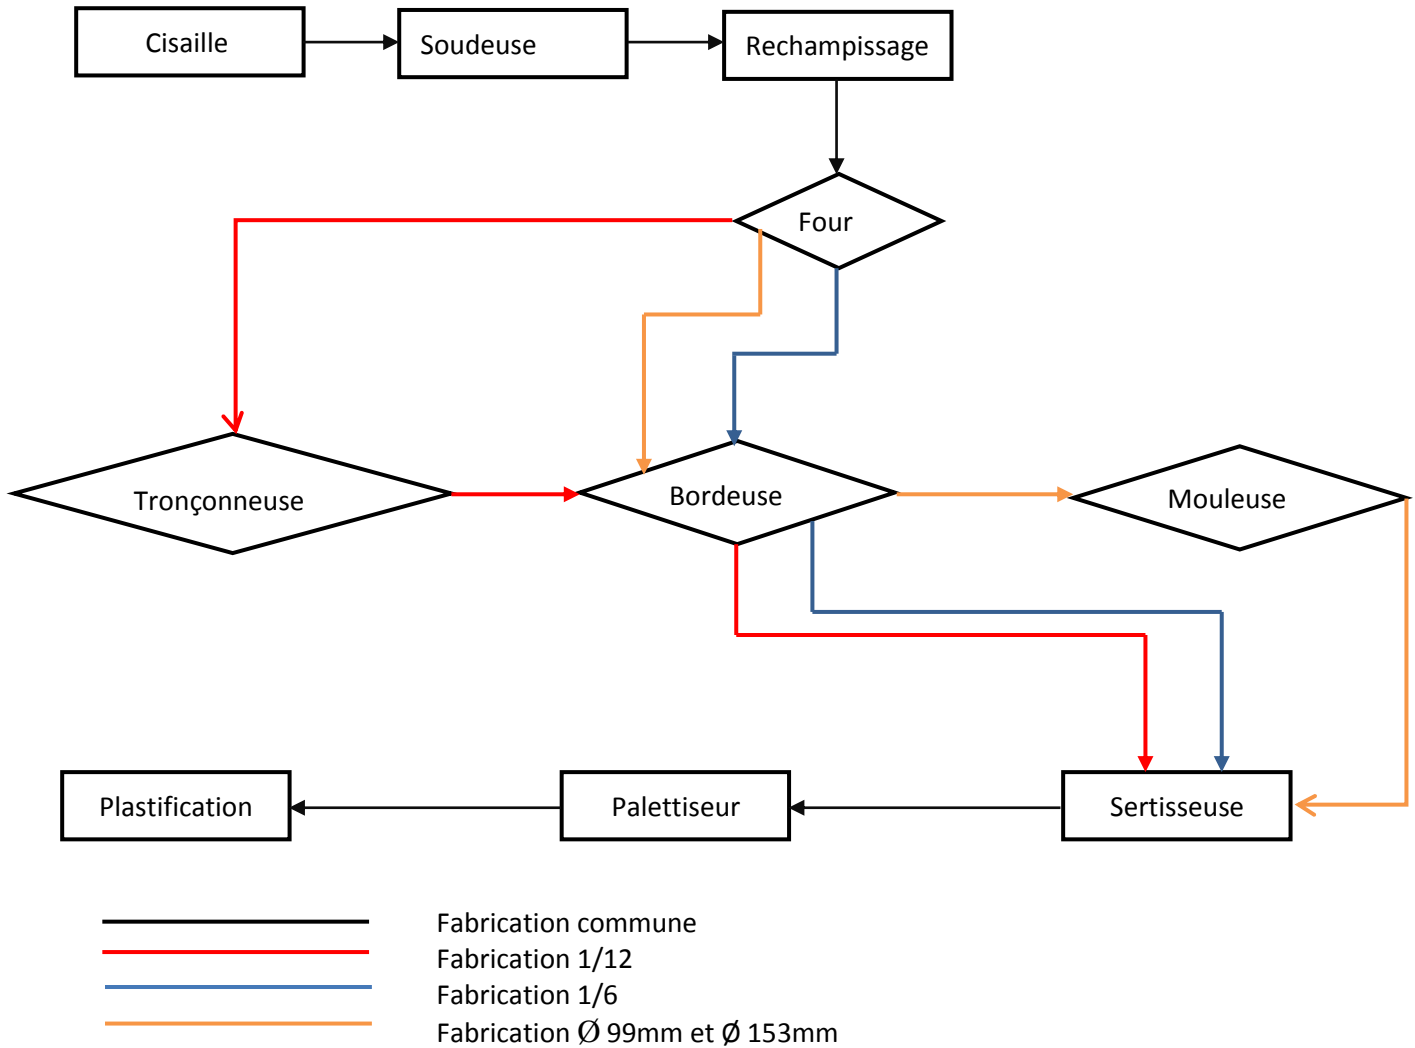 Cisaille
Soudeuse
Rechampissage
Four
Tronçonneuse
Bordeuse
Mouleuse
Plastification
Palettiseur
Sertisseuse
Fabrication commune
Fabrication 1/12
Fabrication 1/6
Fabrication Ø 99mm et Ø 153mm